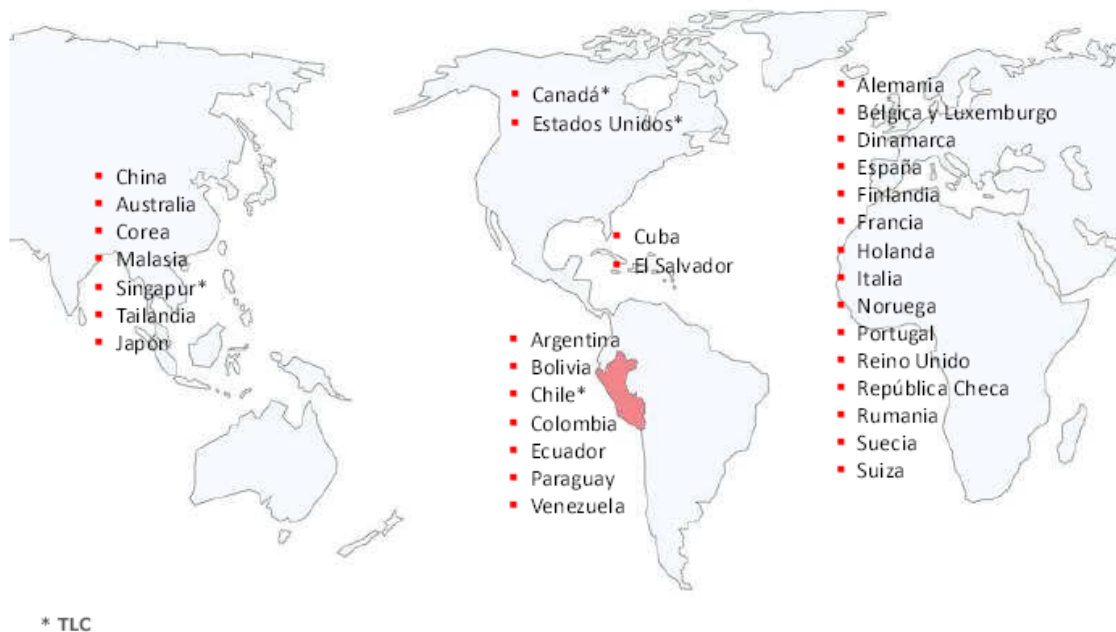 China
Australia
Corea
Malasia
Singapur*
Tailandia
Japón
Canadá*
Estados Unidos*
Cuba
El Salvador
Argentina
Bolivia
Chile*
Colombia
Ecuador
Paraguay
Venezuela
Alemania
Bélgica y Luxemburgo
Dinamarca
España
Finlandia
Francia
Holanda
Italia
Noruega
Portugal
Reino Unido
República Checa
Rumania
Suecia
Suiza
* TLC